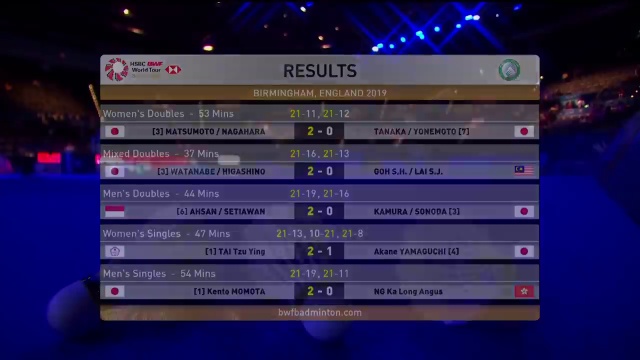 HSBC BWF
World Tour
RESULTS
BIRMINGHAM, ENGLAND 2019
Women's Doubles - 53 Mins 21-11, 21-12
[3] MATSUMOTO / NAGAHARA 2 - 0 TANAKA / YONEMOTO [7]
Mixed Doubles - 37 Mins 21-16, 21-13
[3] WATANABE / HIGASHINO 2 - 0 GOH S.H. / LAI S.J.
Men's Doubles - 44 Mins 21-19, 21-16
[6] AHSAN / SETIAWAN 2 - 0 KAMURA / SONODA [3]
Women's Singles - 47 Mins 21-13, 10-21, 21-8
[1] TAI Tzu Ying 2 - 1 Akane YAMAGUCHI [4]
Men's Singles - 54 Mins 21-19, 21-11
[1] Kento MOMOTA 2 - 0 NG Ka Long Angus
bwfbadminton.com